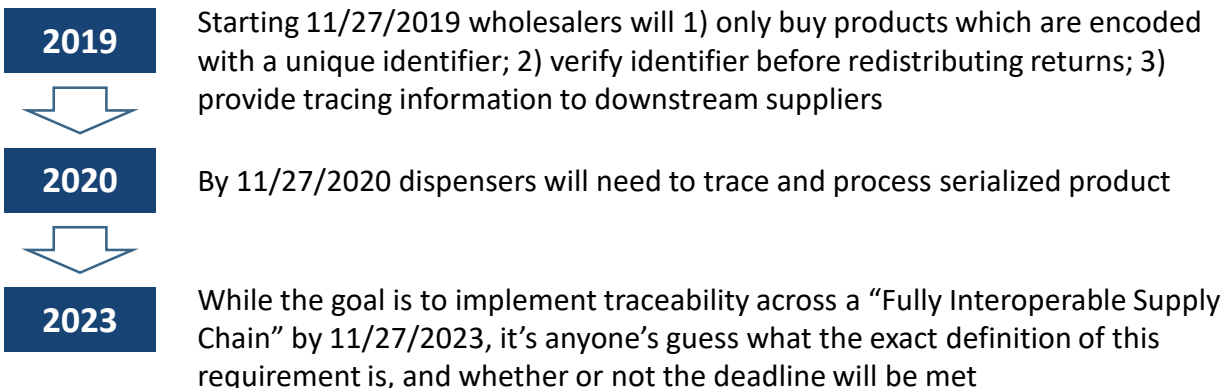 2019
Starting 11/27/2019 wholesalers will 1) only buy products which are encoded
with a unique identifier; 2) verify identifier before redistributing returns; 3)
provide tracing information to downstream suppliers
2020
By 11/27/2020 dispensers will need to trace and process serialized product
2023
While the goal is to implement traceability across a “Fully Interoperable Supply
Chain” by 11/27/2023, it’s anyone’s guess what the exact definition of this
requirement is, and whether or not the deadline will be met